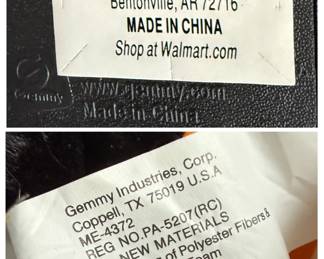 Bentonville, AR 72716
MADE IN CHINA
Shop at Walmart.com
Gemmy
www.gemmy.com
Made in China
Gemmy Industries, Corp.
Coppell, TX 75019 U.S.A
ME-4372
REG NO.PA-5207(RC)
NEW MATERIALS
of Polyester Fibers&
Team